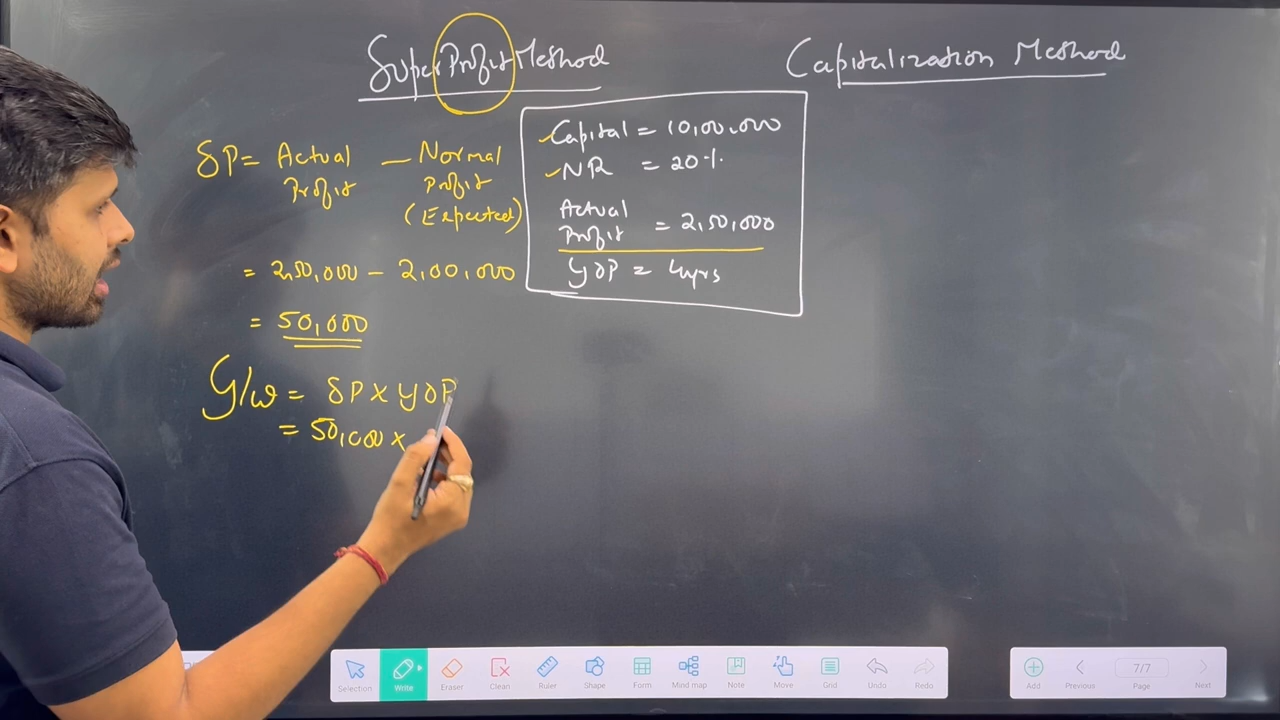 Super Profit Method
Capitalization Method
SP = Actual Profit — Normal Profit (Expected)
= 2,50,000 – 2,00,000
= 50,000
G/w = SP X YOP
= 50,000 X
Capital = 10,00,000
NR = 20%
Actual Profit = 2,50,000
YOP = 4yrs
Selection
Write
Eraser
Clean
Ruler
Shape
Form
Mind map
Note
Move
Grid
Undo
Redo
Add
Previous
7/7
Page
Next